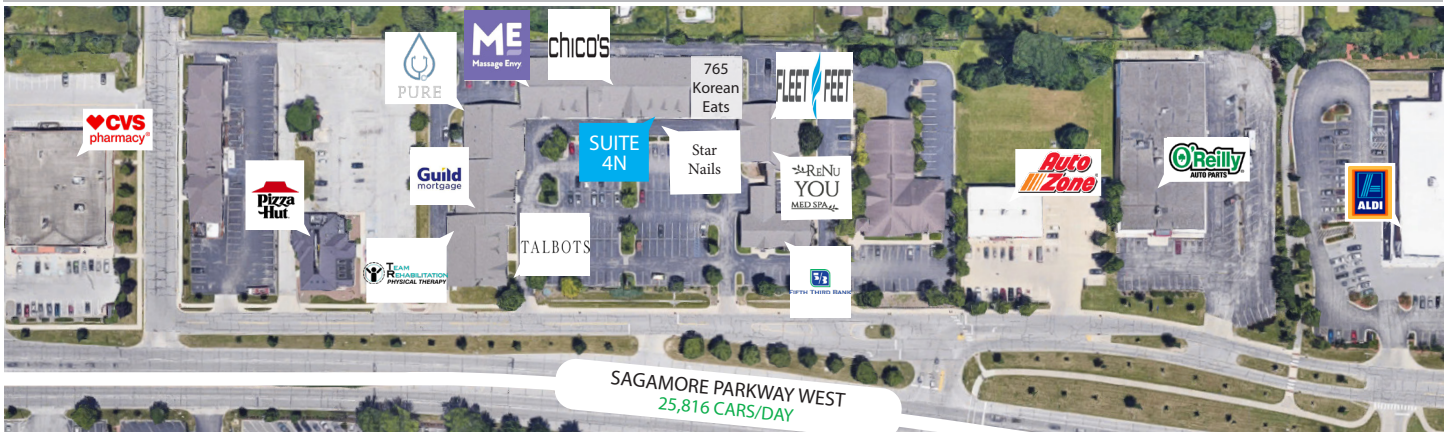 CVS
pharmacy
Pizza
Hut
PURE
ME
Massage Envy
chico's
765
Korean
Eats
FLEET FEET
SUITE
4N
Star
Nails
Guild
mortgage
RENU
YOU
MED SPA
TEAM
REHABILITATION
PHYSICAL THERAPY
TALBOTS
FIFTH THIRD BANK
Auto
Zone
O'Reilly
AUTO PARTS
ALDI
SAGAMORE PARKWAY WEST
25,816 CARS/DAY